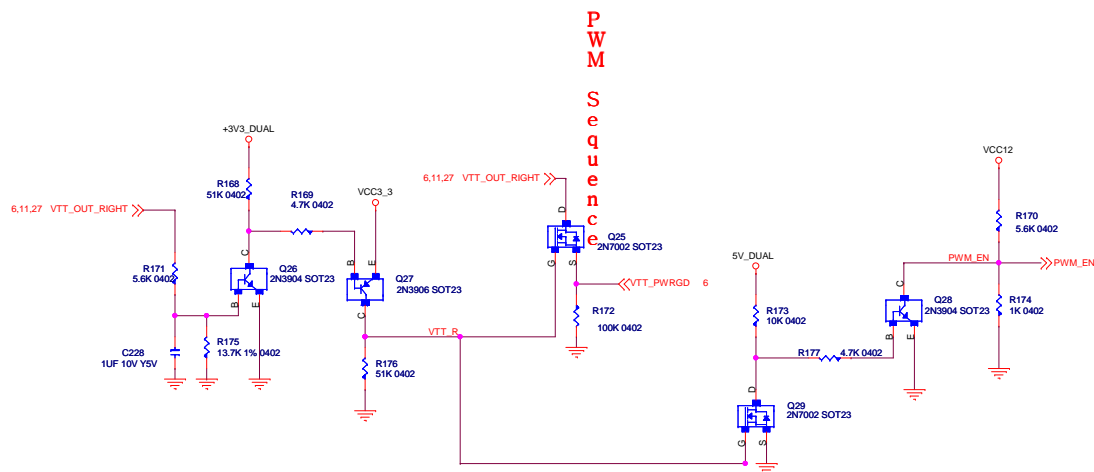 PWM Sequence
+3V3_DUAL
R168
51K 0402
R169
4.7K 0402
VCC3_3
6,11,27 VTT_OUT_RIGHT
6,11,27 VTT_OUT_RIGHT
R171
5.6K 0402
C
B
E
Q26
2N3904 SOT23
B
E
C
Q27
2N3906 SOT23
D
G
S
Q25
2N7002 SOT23
VTT_PWRGD 6
R172
100K 0402
C228
1UF 10V Y5V
R175
13.7K 1% 0402
VTT_R
R176
51K 0402
5V_DUAL
R173
10K 0402
R177 4.7K 0402
D
G
S
Q29
2N7002 SOT23
VCC12
R170
5.6K 0402
PWM_EN
PWM_EN
C
B
E
Q28
2N3904 SOT23
R174
1K 0402